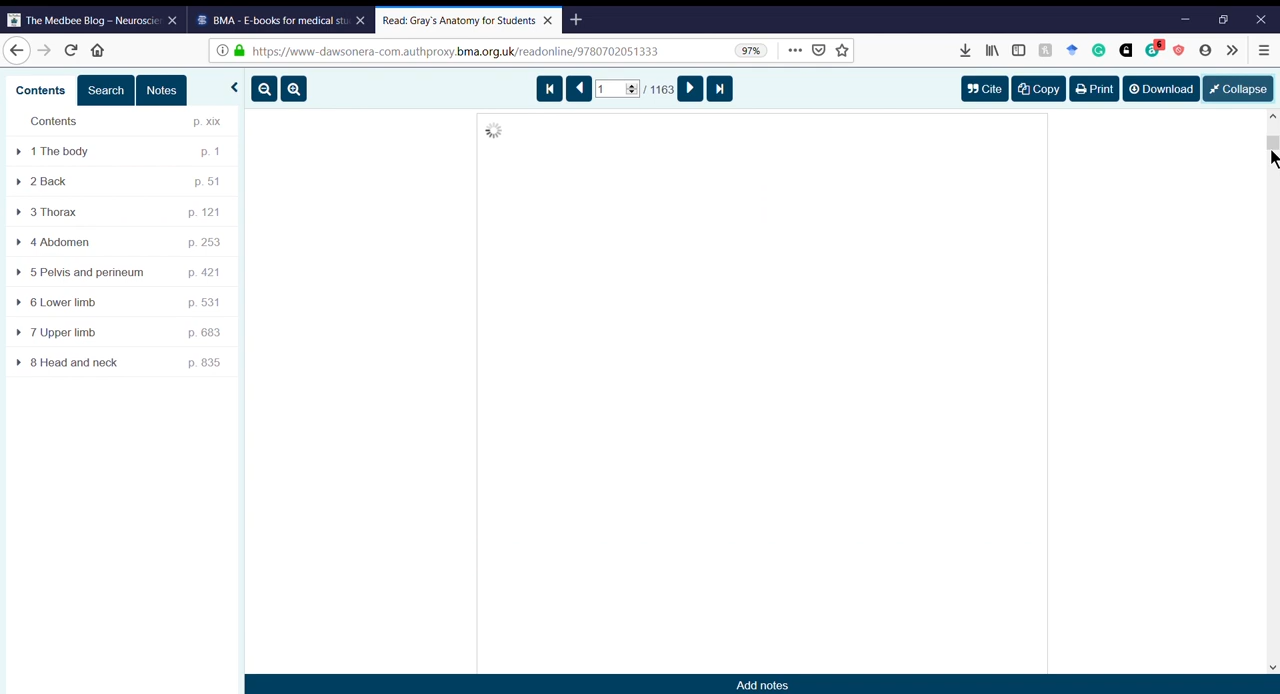 The Medbee Blog – Neuroscien
BMA - E-books for medical stu
Read: Gray`s Anatomy for Students
https://www-dawsonera-com.authproxy.bma.org.uk/readonline/9780702051333
97%
6
Contents
Search
Notes
1
/ 1163
Cite
Copy
Print
Download
Collapse
Contents p. xix
1 The body p. 1
2 Back p. 51
3 Thorax p. 121
4 Abdomen p. 253
5 Pelvis and perineum p. 421
6 Lower limb p. 531
7 Upper limb p. 683
8 Head and neck p. 835
Add notes